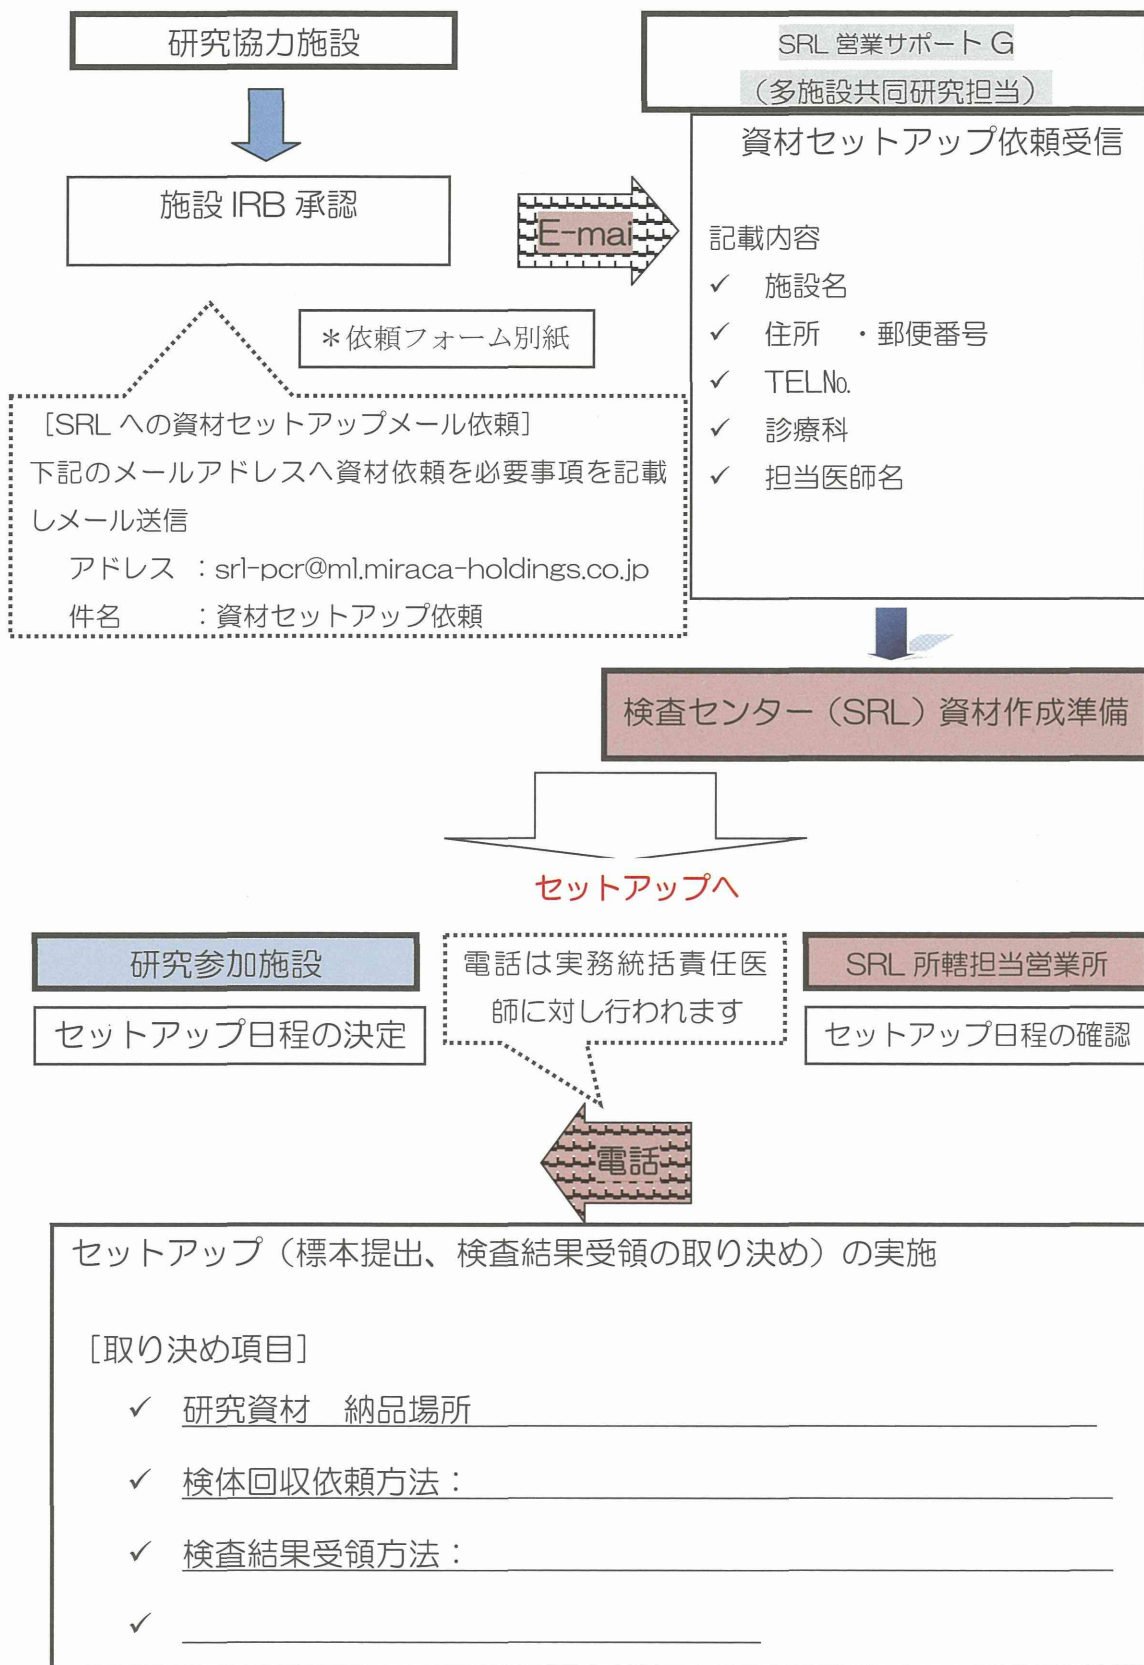 研究協力施設
SRL 営業サポート G
（多施設共同研究担当）
施設 IRB 承認
E-mai
資材セットアップ依頼受信
記載内容
✓ 施設名
✓ 住所 ・郵便番号
✓ TEL№.
✓ 診療科
✓ 担当医師名
＊依頼フォーム別紙
［SRL への資材セットアップメール依頼］
下記のメールアドレスへ資材依頼を必要事項を記載
しメール送信
アドレス ：srl-pcr@ml.miraca-holdings.co.jp
件名 ：資材セットアップ依頼
検査センター（SRL）資材作成準備
セットアップへ
研究参加施設
セットアップ日程の決定
電話は実務統括責任医
師に対し行われます
SRL 所轄担当営業所
セットアップ日程の確認
電話
セットアップ（標本提出、検査結果受領の取り決め）の実施
［取り決め項目］
✓ 研究資材 納品場所
✓ 検体回収依頼方法：
✓ 検査結果受領方法：
✓